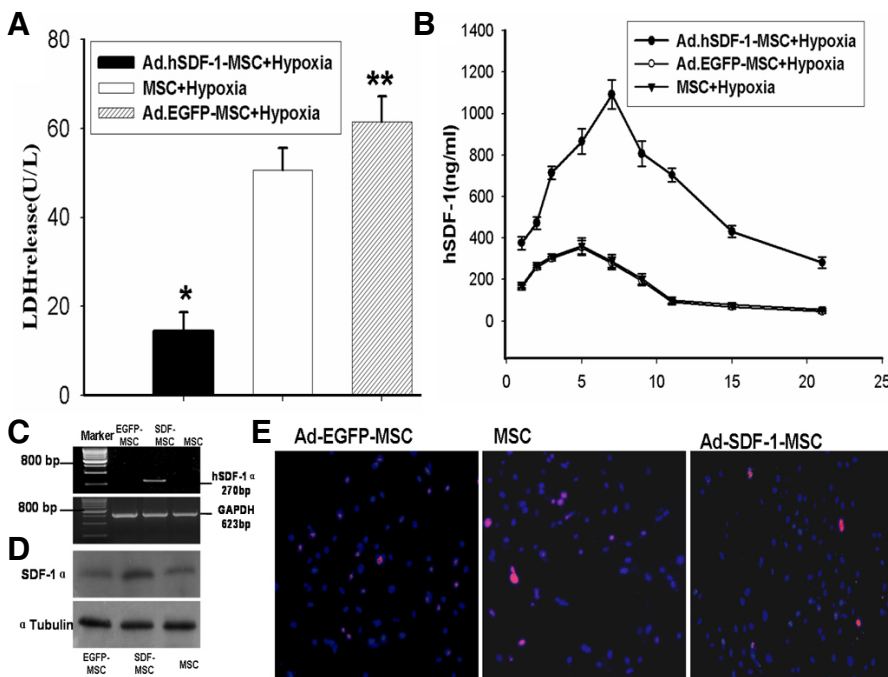 A
LDHrelease(U/L)
80
60
40
20
0
Ad.hSDF-1-MSC+Hypoxia
MSC+Hypoxia
Ad.EGFP-MSC+Hypoxia
*
**
B
hSDF-1(ng/ml)
1400
1200
1000
800
600
400
200
0
0 5 10 15 20 25
Ad.hSDF-1-MSC+Hypoxia
Ad.EGFP-MSC+Hypoxia
MSC+Hypoxia
C
Marker
EGFP-
MSC
SDF-
MSC
MSC
800 bp
hSDF-1 α
270bp
800 bp
GAPDH
623bp
D
SDF-1 α
α Tubulin
EGFP-
MSC
SDF-
MSC
MSC
E
Ad-EGFP-MSC
MSC
Ad-SDF-1-MSC